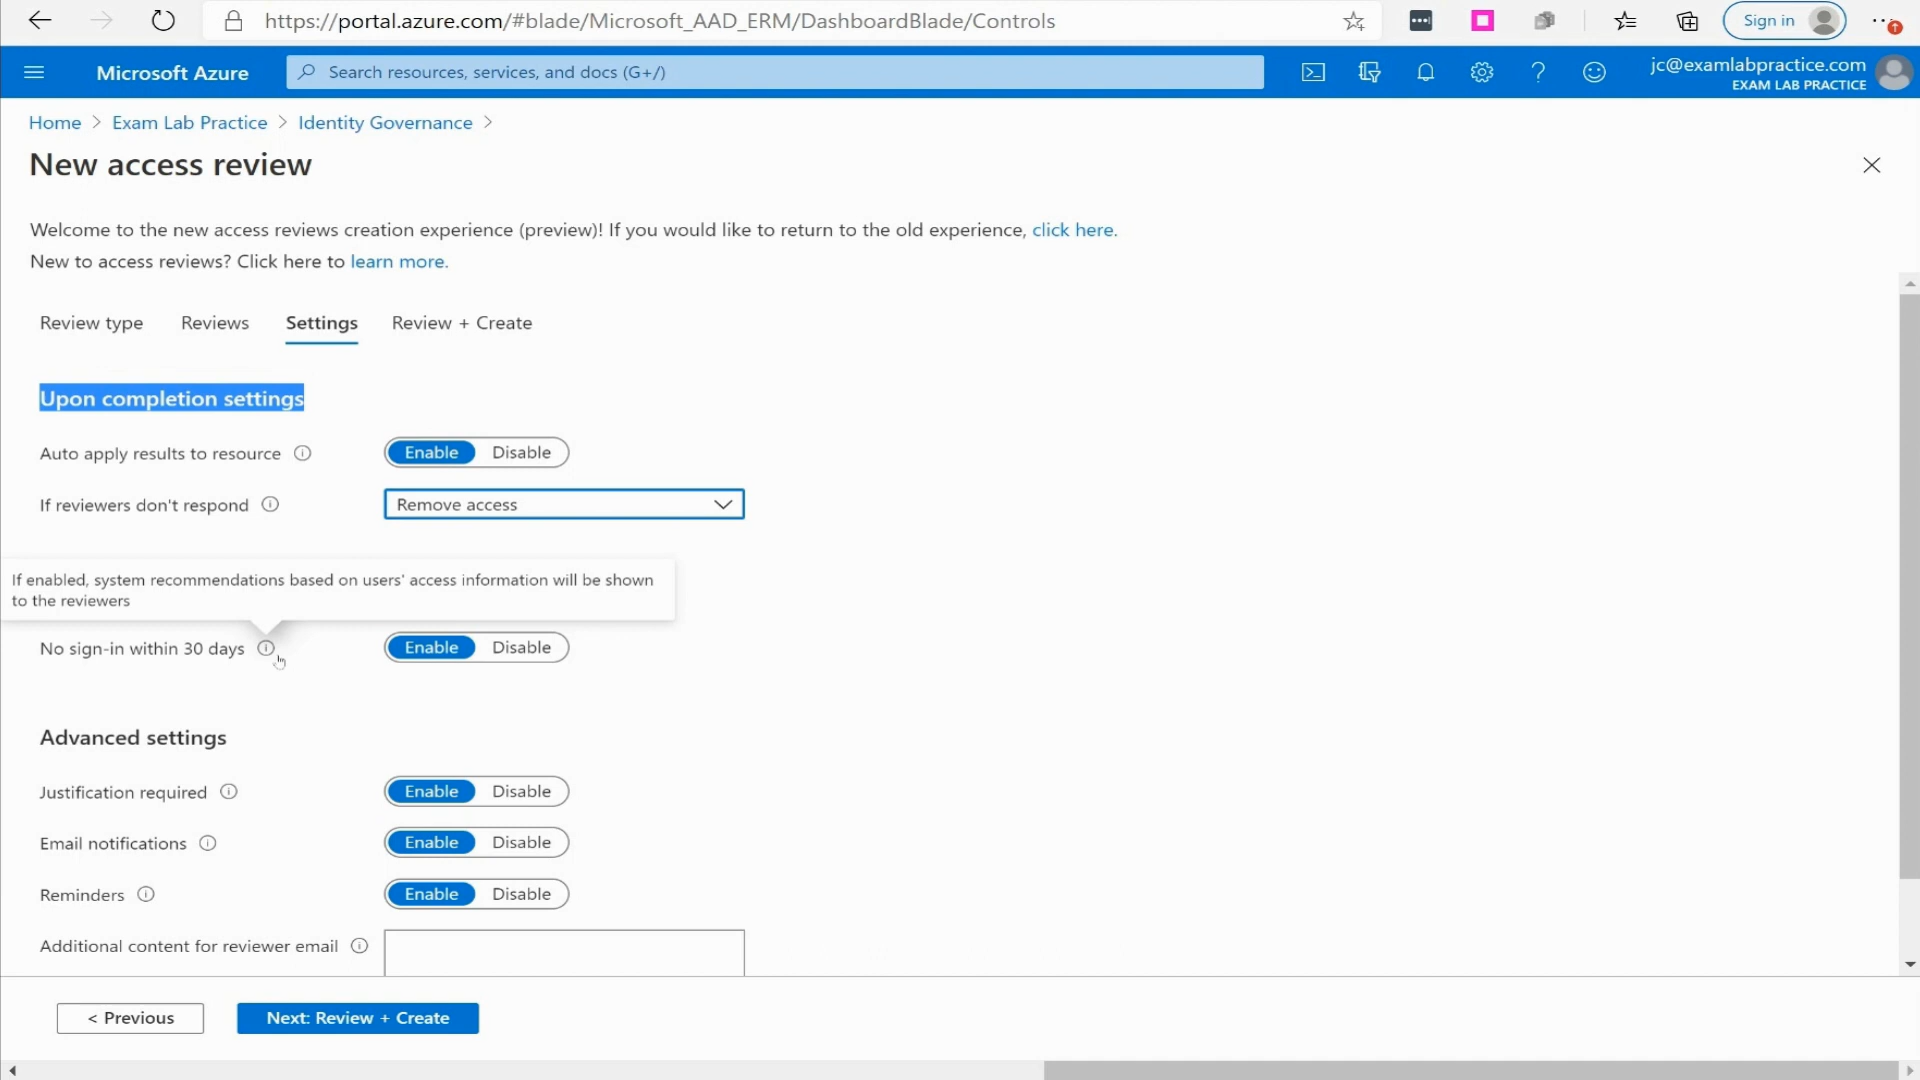 https://portal.azure.com/#blade/Microsoft_AAD_ERM/DashboardBlade/Controls
Sign in
Microsoft Azure
Search resources, services, and docs (G+/)
jc@examlabpractice.com
EXAM LAB PRACTICE
Home > Exam Lab Practice > Identity Governance >
New access review
Welcome to the new access reviews creation experience (preview)! If you would like to return to the old experience, click here.
New to access reviews? Click here to learn more.
Review type Reviews Settings Review + Create
Upon completion settings
Auto apply results to resource Enable Disable
If reviewers don't respond Remove access
If enabled, system recommendations based on users' access information will be shown
to the reviewers
No sign-in within 30 days Enable Disable
Advanced settings
Justification required Enable Disable
Email notifications Enable Disable
Reminders Enable Disable
Additional content for reviewer email
< Previous Next: Review + Create